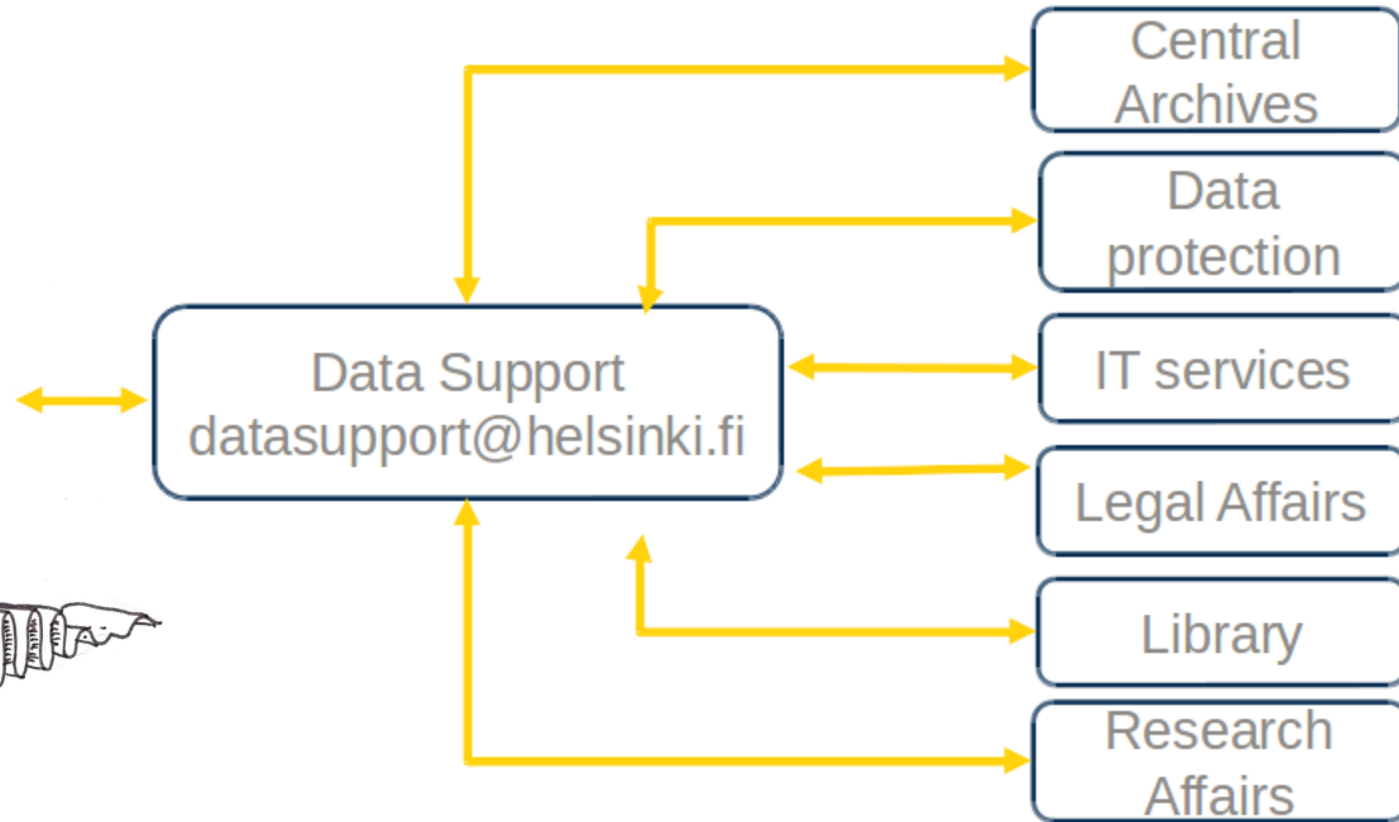 Central
Archives
Data
protection
Data Support
datasupport@helsinki.fi
IT services
Legal Affairs
Library
Research
Affairs